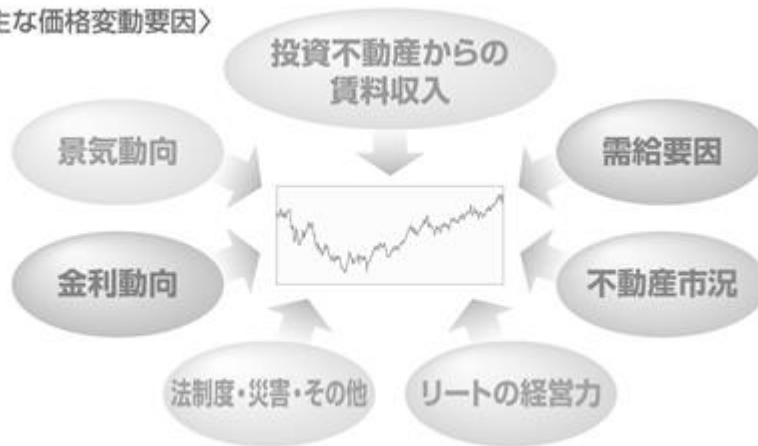 主な価格変動要因〉
投資不動産からの
賃料収入
景気動向
需給要因
金利動向
不動産市況
法制度・災害・その他
リートの経営力